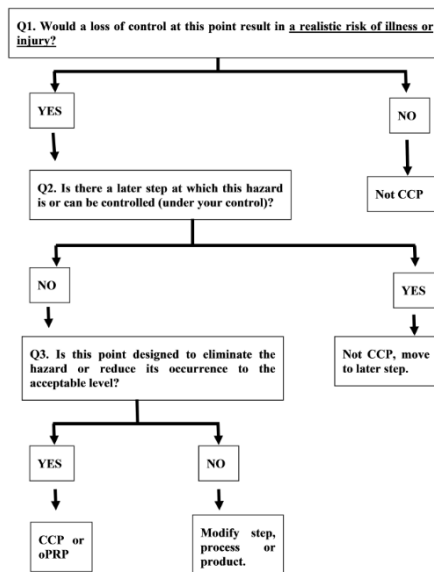 Q1. Would a loss of control at this point result in a realistic risk of illness or
injury?
YES
NO
Q2. Is there a later step at which this hazard
is or can be controlled (under your control)?
Not CCP
NO
YES
Q3. Is this point designed to eliminate the
hazard or reduce its occurrence to the
acceptable level?
Not CCP, move
to later step.
YES
NO
CCP or
oPRP
Modify step,
process or
product.